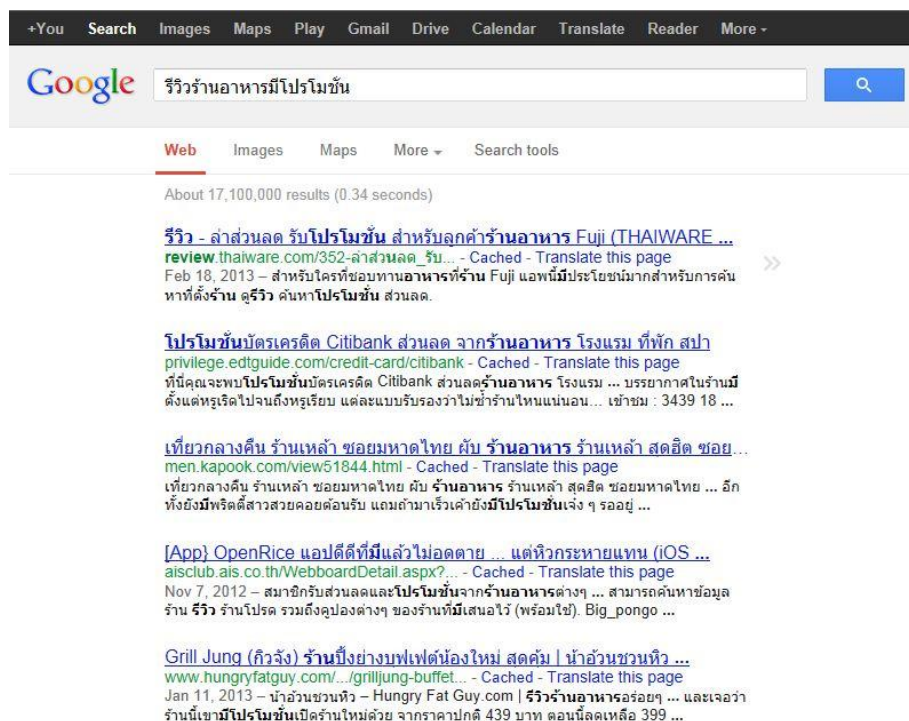 +You Search Images Maps Play Gmail Drive Calendar Translate Reader More
Google รีวิวร้านอาหารมีโปรโมชั่น
Web Images Maps More Search tools
About 17,100,000 results (0.34 seconds)
รีวิว - ล่าส่วนลด รับโปรโมชั่น สำหรับลูกค้าร้านอาหาร Fuji (THAIWARE ...
review.thaiware.com/352-ล่าส่วนลด_รับ... - Cached - Translate this page
Feb 18, 2013 – สำหรับใครที่ชอบทานอาหารที่ร้าน Fuji แอพนี้มีประโยชน์มากสำหรับการค้น
หาที่ตั้งร้าน ดูรีวิว ค้นหาโปรโมชั่น ส่วนลด.
โปรโมชั่นบัตรเครดิต Citibank ส่วนลด จากร้านอาหาร โรงแรม ที่พัก สปา
privilege.edtguide.com/credit-card/citibank - Cached - Translate this page
ที่นี่คุณจะพบโปรโมชั่นบัตรเครดิต Citibank ส่วนลดร้านอาหาร โรงแรม ... บรรยากาศในร้านมี
ตั้งแต่หรูเริดไปจนถึงหรูเรียบ แต่ละแบบรับรองว่าไม่ซ้ำร้านไหนแน่นอน... เข้าชม : 3439 18 ...
เที่ยวกลางคืน ร้านเหล้า ซอยมหาดไทย ผับ ร้านอาหาร ร้านเหล้า สุดฮิต ซอย...
men.kapook.com/view51844.html - Cached - Translate this page
เที่ยวกลางคืน ร้านเหล้า ซอยมหาดไทย ผับ ร้านอาหาร ร้านเหล้า สุดฮิต ซอยมหาดไทย ... อีก
ทั้งยังมีพริตตี้สาวสวยคอยต้อนรับ แถมถ้ามาเร็วเค้ายังมีโปรโมชั่นเจ๋ง ๆ รออยู่ ...
[App} OpenRice แอปดีดีที่มีแล้วไม่อดตาย ... แต่หิวกระหายแทน (iOS ...
aisclub.ais.co.th/WebboardDetail.aspx?... - Cached - Translate this page
Nov 7, 2012 – สมาชิกรับส่วนลดและโปรโมชั่นจากร้านอาหารต่างๆ ... สามารถค้นหาข้อมูล
ร้าน รีวิว ร้านโปรด รวมถึงคูปองต่างๆ ของร้านที่มีเสนอไว้ (พร้อมใช้). Big_pongo ...
Grill Jung (กิวจัง) ร้านปิ้งย่างบุฟเฟต์น้องใหม่ สุดคุ้ม | น้าอ้วนชวนหิว ...
www.hungryfatguy.com/.../grilljung-buffet... - Cached - Translate this page
Jan 11, 2013 – น้าอ้วนชวนหิว – Hungry Fat Guy.com | รีวิวร้านอาหารอร่อยๆ ... และเจอว่า
ร้านนี้เขามีโปรโมชั่นเปิดร้านใหม่ด้วย จากราคาปกติ 439 บาท ตอนนี้ลดเหลือ 399 ...